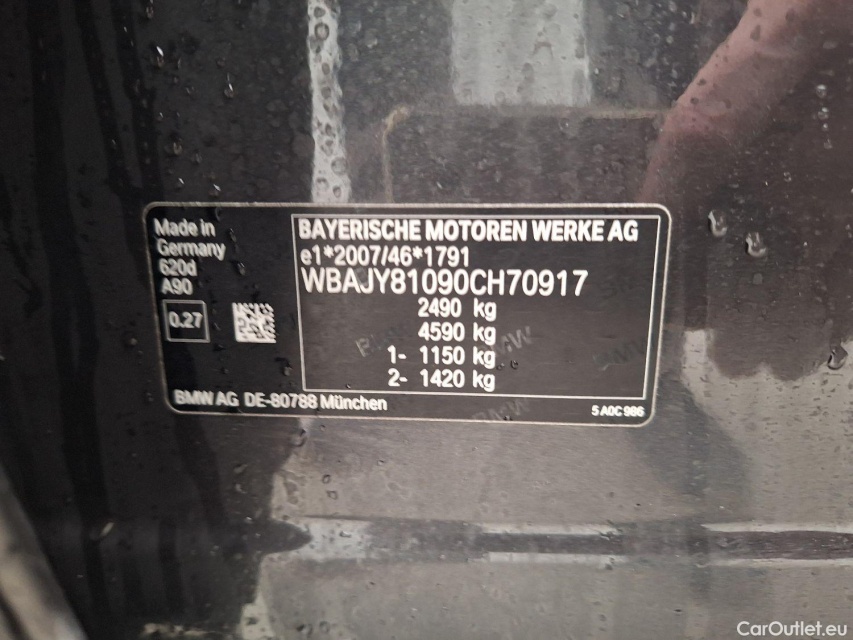 Made in
Germany
620d
A90
0.27
BAYERISCHE MOTOREN WERKE AG
e1*2007/46*1791
WBAJY81090CH70917
2490 kg
4590 kg
1- 1150 kg
2- 1420 kg
BMW AG DE-80788 München
5 A0C 986
CarOutlet.eu